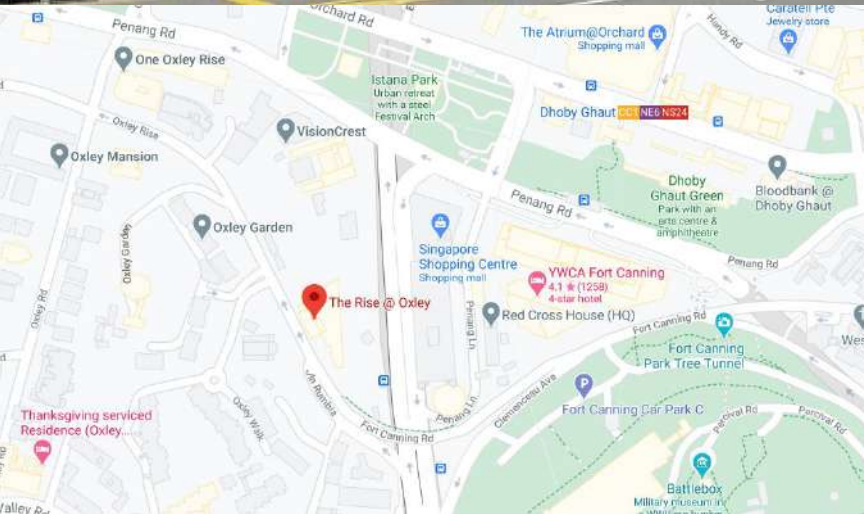 Orchard Rd
Penang Rd
The Atrium@Orchard
Shopping mall
Handy Rd
Caratell Pte
Jewelry store
One Oxley Rise
Istana Park
Urban retreat
with a steel
Festival Arch
Dhoby Ghaut CC1 NE6 NS24
Oxley Rise
VisionCrest
Oxley Mansion
Dhoby
Ghaut Green
Park with an
arts centre &
amphitheatre
Bloodbank @
Dhoby Ghaut
Penang Rd
Oxley Garden
Oxley Garden
Singapore
Shopping Centre
Shopping mall
YWCA Fort Canning
4.1 ★ (1258)
4-star hotel
Penang Rd
Oxley Rd
The Rise @ Oxley
Penang Ln
Red Cross House (HQ)
Fort Canning Rd
Fort Canning
Park Tree Tunnel
Clemenceau Ave
P
Fort Canning Car Park C
Thanksgiving serviced
Residence (Oxley....
Oxley Walk
Penang Ln
Fort Canning Rd
Percival Rd
Percival Rd
Battlebox
Military museum in
Valley Rd